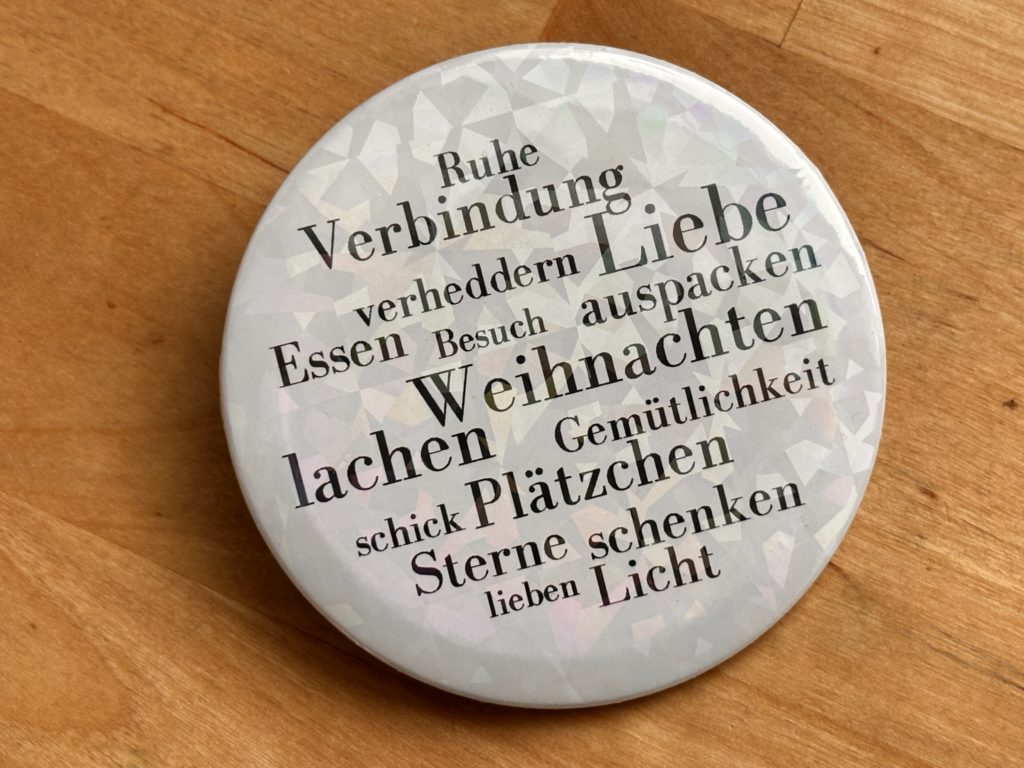 Ruhe
Verbindung
verheddern Liebe
Essen Besuch auspacken
Weihnachten
lachen Gemütlichkeit
schick Plätzchen
Sterne schenken
lieben Licht